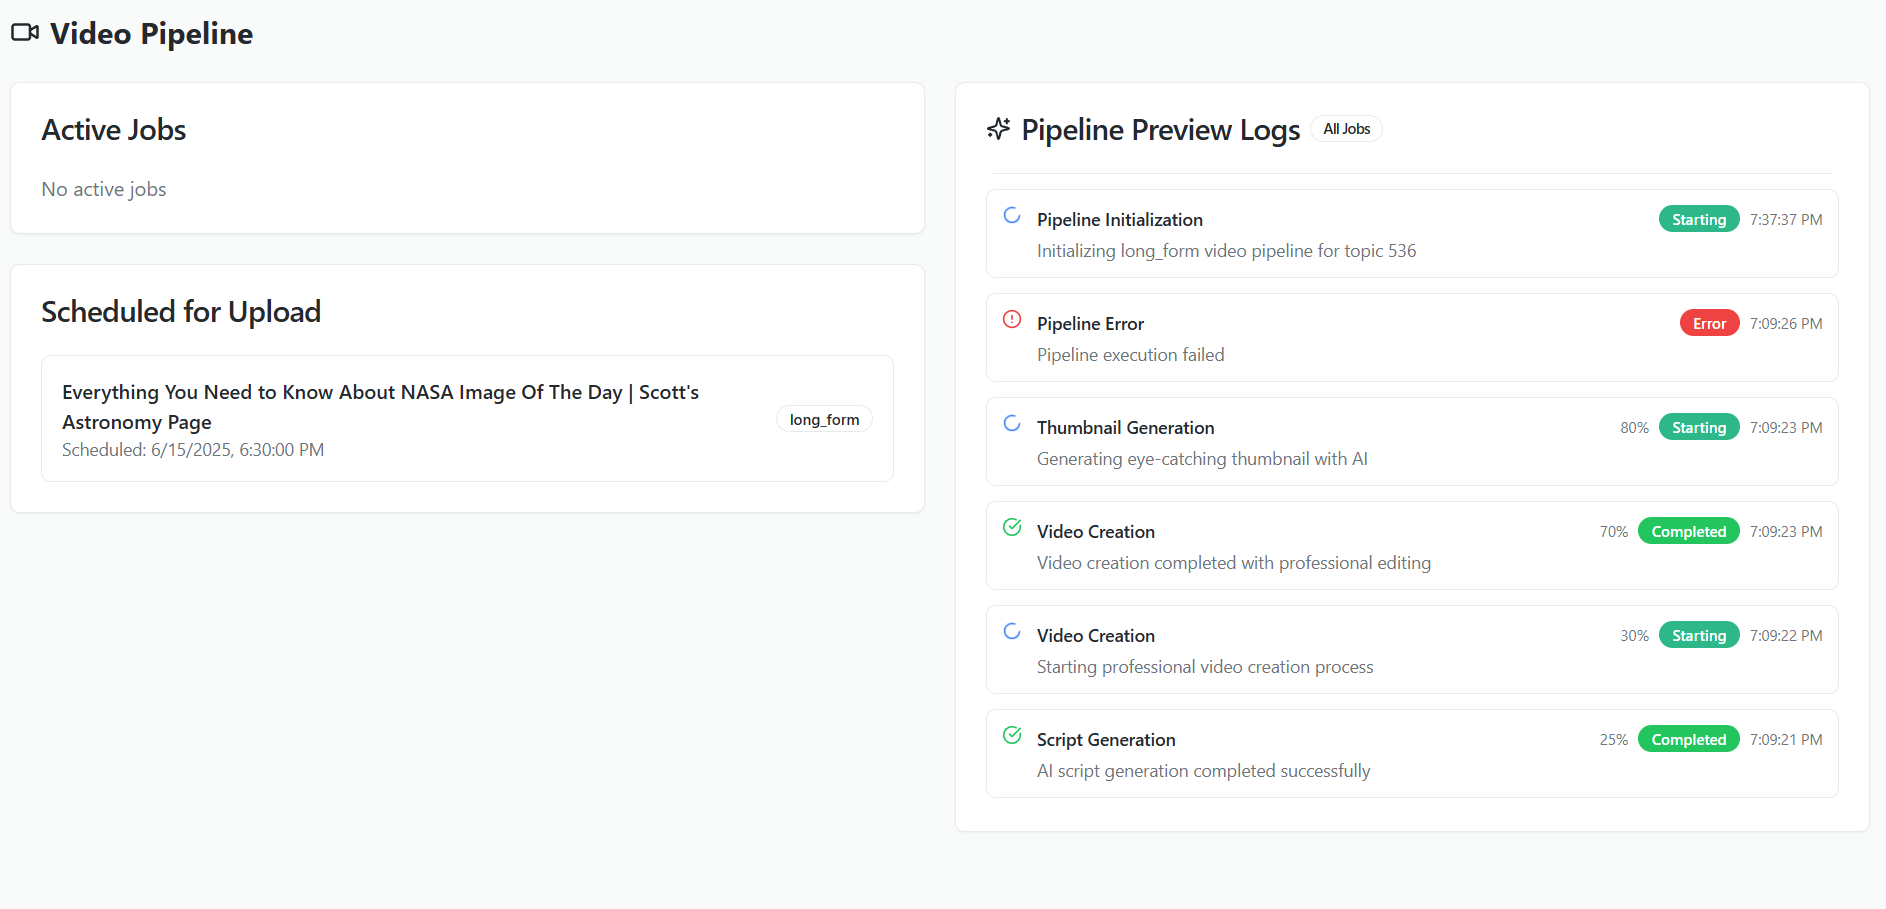 Video Pipeline
Active Jobs
No active jobs
Scheduled for Upload
Everything You Need to Know About NASA Image Of The Day | Scott's
Astronomy Page
Scheduled: 6/15/2025, 6:30:00 PM
long_form
Pipeline Preview Logs All Jobs
Pipeline Initialization Starting 7:37:37 PM
Initializing long_form video pipeline for topic 536
Pipeline Error Error 7:09:26 PM
Pipeline execution failed
Thumbnail Generation 80% Starting 7:09:23 PM
Generating eye-catching thumbnail with AI
Video Creation 70% Completed 7:09:23 PM
Video creation completed with professional editing
Video Creation 30% Starting 7:09:22 PM
Starting professional video creation process
Script Generation 25% Completed 7:09:21 PM
AI script generation completed successfully